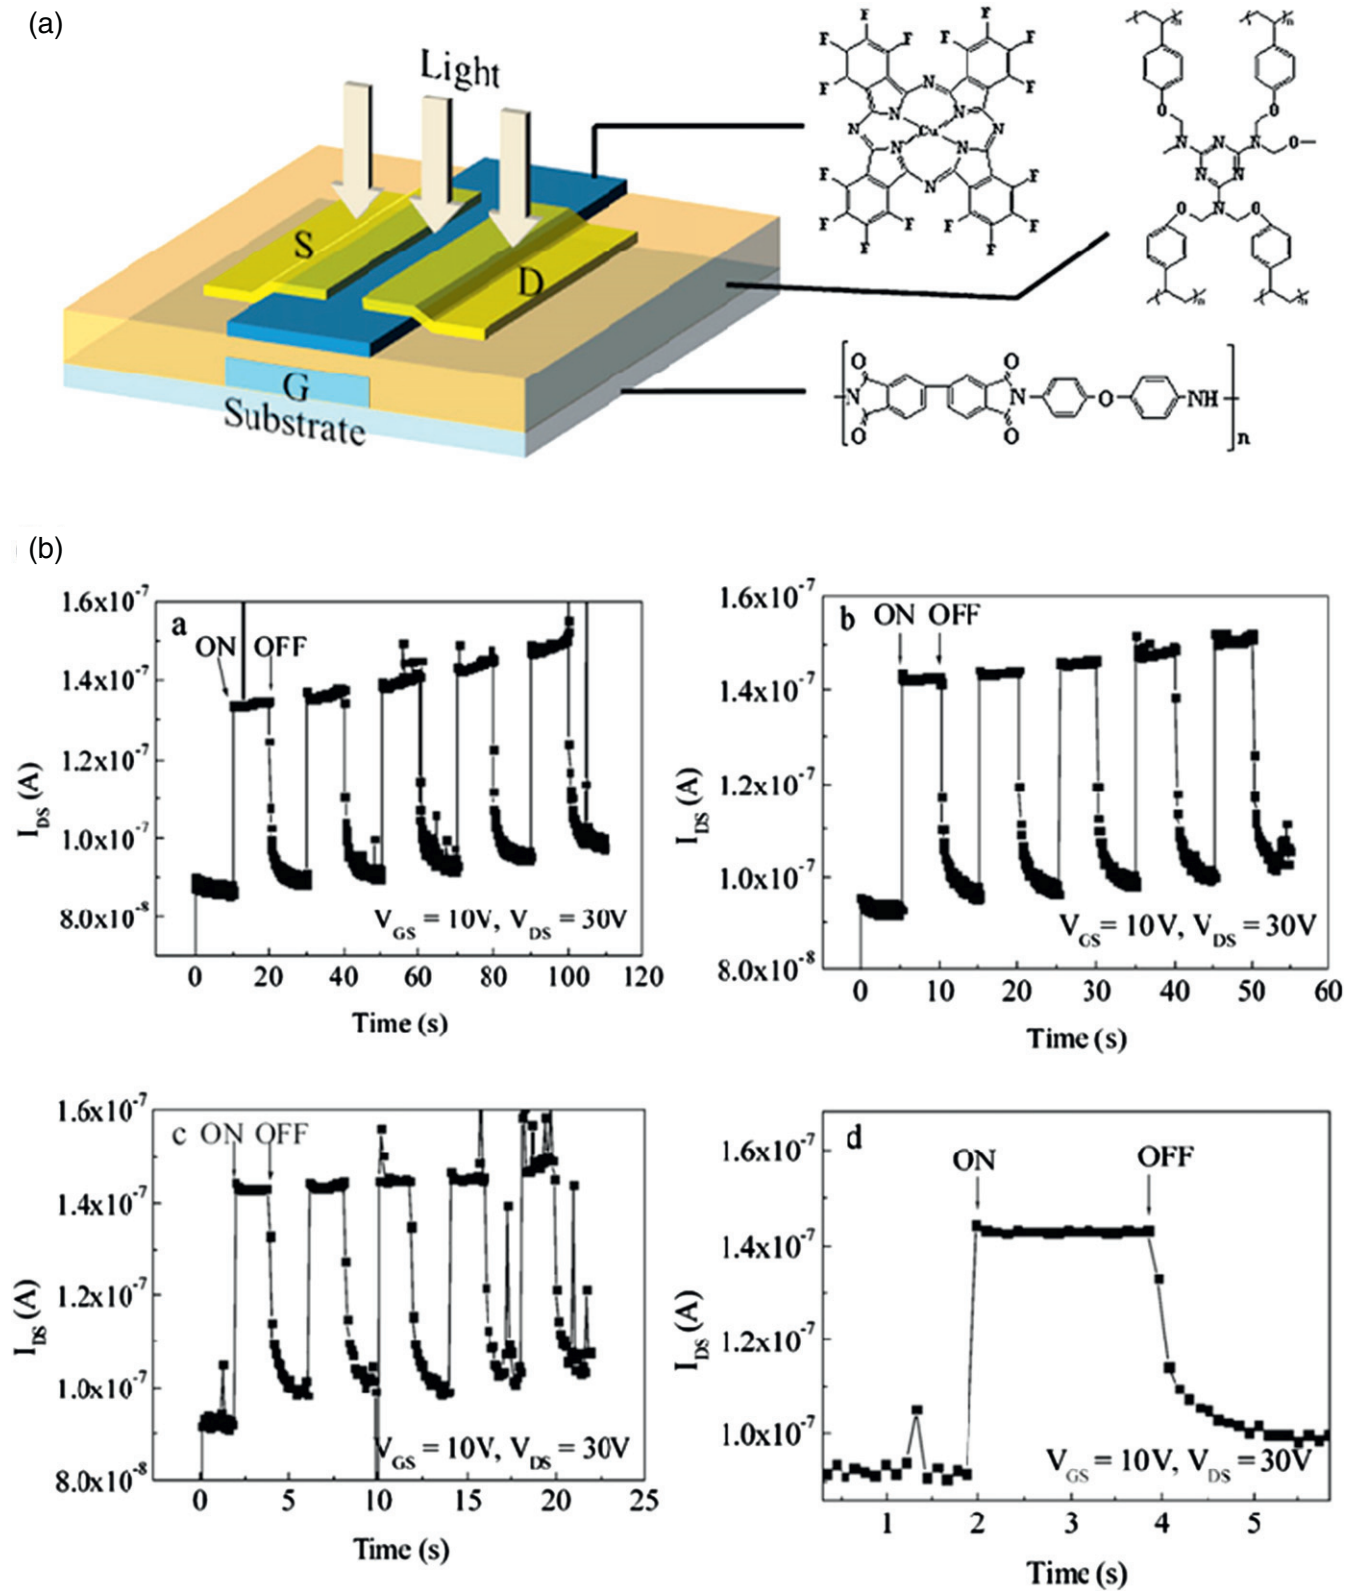 (a)
Light
S
D
G
Substrate
F
F
F
F
F
F
F
F
N
N
N
N
Cu
N
N
N
N
F
F
F
F
F
F
F
F
n
n
O
O
N
N
O
N
N
N
O
N
O
n
n
O
O
N
N
O
NH
O
O
n
(b)
a
ON
OFF
1.6x10-7
1.4x10-7
1.2x10-7
1.0x10-7
8.0x10-8
IDS (A)
VGS = 10V, VDS = 30V
0 20 40 60 80 100 120
Time (s)
b
ON OFF
1.6x10-7
1.4x10-7
1.2x10-7
1.0x10-7
8.0x10-8
IDS (A)
VGS = 10V, VDS = 30V
0 10 20 30 40 50 60
Time (s)
c ON OFF
1.6x10-7
1.4x10-7
1.2x10-7
1.0x10-7
8.0x10-8
IDS (A)
VGS = 10V, VDS = 30V
0 5 10 15 20 25
Time (s)
d
ON
OFF
1.6x10-7
1.4x10-7
1.2x10-7
1.0x10-7
IDS (A)
VGS = 10V, VDS = 30V
1 2 3 4 5
Time (s)